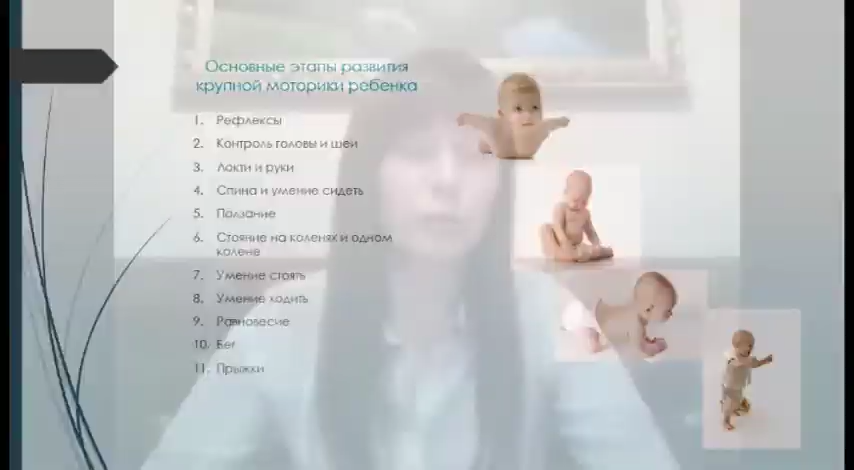 Основные этапы развития
крупной моторики ребенка
1. Рефлексы
2. Контроль головы и шеи
3. Локти и руки
4. Спина и умение сидеть
5. Ползание
6. Стояние на коленях и одном
колене
7. Умение стоять
8. Умение ходить
9. Равновесие
10. Бег
11. Прыжки